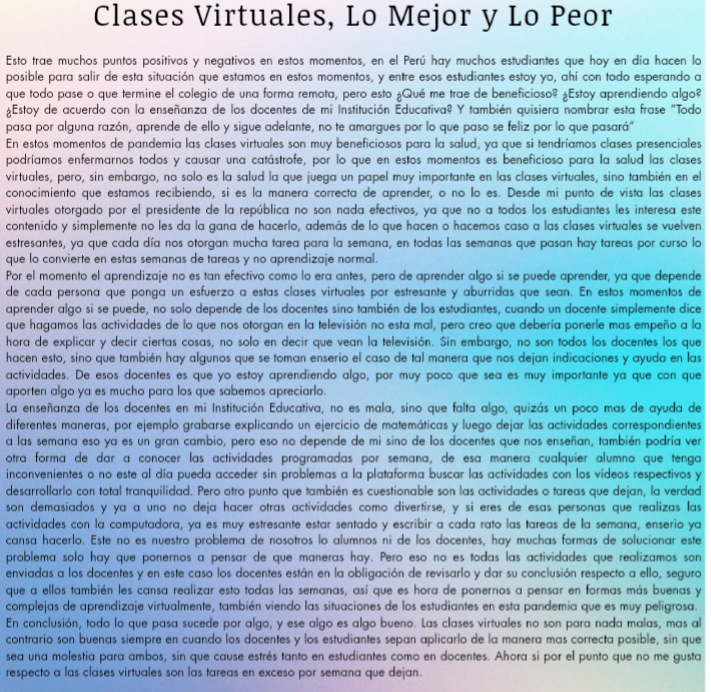 Clases Virtuales, Lo Mejor y Lo Peor
Esto trae muchos puntos positivos y negativos en estos momentos, en el Perú hay muchos estudiantes que hoy en día hacen lo
posible para salir de esta situación que estamos en estos momentos, y entre esos estudiantes estoy yo, ahí con todo esperando a
que todo pase o que termine el colegio de una forma remota, pero esto ¿Qué me trae de beneficioso? ¿Estoy aprendiendo algo?
¿Estoy de acuerdo con la enseñanza de los docentes de mi Institución Educativa? Y también quisiera nombrar esta frase "Todo
pasa por alguna razón, aprende de ello y sigue adelante, no te amargues por lo que paso se feliz por lo que pasará"
En estos momentos de pandemia las clases virtuales son muy beneficiosos para la salud, ya que si tendríamos clases presenciales
podríamos enfermarnos todos y causar una catástrofe, por lo que en estos momentos es beneficioso para la salud las clases
virtuales, pero, sin embargo, no solo es la salud la que juega un papel muy importante en las clases virtuales, sino también en el
conocimiento que estamos recibiendo, si es la manera correcta de aprender, o no lo es. Desde mi punto de vista las clases
virtuales otorgado por el presidente de la república no son nada efectivos, ya que no a todos los estudiantes les interesa este
contenido y simplemente no les da la gana de hacerlo, además de lo que hacen o hacemos caso a las clases virtuales se vuelven
estresantes, ya que cada día nos otorgan mucha tarea para la semana, en todas las semanas que pasan hay tareas por curso lo
que lo convierte en estas semanas de tareas y no aprendizaje normal.
Por el momento el aprendizaje no es tan efectivo como lo era antes, pero de aprender algo si se puede aprender, ya que depende
de cada persona que ponga un esfuerzo a estas clases virtuales por estresante y aburridas que sean. En estos momentos de
aprender algo si se puede, no solo depende de los docentes sino también de los estudiantes, cuando un docente simplemente dice
que hagamos las actividades de lo que nos otorgan en la televisión no esta mal, pero creo que debería ponerle mas empeño a la
hora de explicar y decir ciertas cosas, no solo en decir que vean la televisión. Sin embargo, no son todos los docentes los que
hacen esto, sino que también hay algunos que se toman enserio el caso de tal manera que nos dejan indicaciones y ayuda en las
actividades. De esos docentes es que yo estoy aprendiendo algo, por muy poco que sea es muy importante ya que con que
aporten algo ya es mucho para los que sabemos apreciarlo.
La enseñanza de los docentes en mi Institución Educativa, no es mala, sino que falta algo, quizás un poco mas de ayuda de
diferentes maneras, por ejemplo grabarse explicando un ejercicio de matemáticas y luego dejar las actividades correspondientes
a la semana eso ya es un gran cambio, pero eso no depende de mi sino de los docentes que nos enseñan, también podría ver
otra forma de dar a conocer las actividades programadas por semana, de esa manera cualquier alumno que tenga
inconvenientes o no este al día pueda acceder sin problemas a la plataforma buscar las actividades con los vídeos respectivos y
desarrollarlo con total tranquilidad. Pero otro punto que también es cuestionable son las actividades o tareas que dejan, la verdad
son demasiados y ya a uno no deja hacer otras actividades como divertirse, y si eres de esas personas que realizas las
actividades con la computadora, ya es muy estresante estar sentado y escribir a cada rato las tareas de la semana, enserio ya
cansa hacerlo. Este no es nuestro problema de nosotros lo alumnos ni de los docentes, hay muchas formas de solucionar este
problema solo hay que ponernos a pensar de que maneras hay. Pero eso no es todas las actividades que realizamos son
enviadas a los docentes y en este caso los docentes están en la obligación de revisarlo y dar su conclusión respecto a ello, seguro
que a ellos también les cansa realizar esto todas las semanas, así que es hora de ponernos a pensar en formas más buenas y
complejas de aprendizaje virtualmente, también viendo las situaciones de los estudiantes en esta pandemia que es muy peligrosa.
En conclusión, todo lo que pasa sucede por algo, y ese algo es algo bueno. Las clases virtuales no son para nada malas, mas al
contrario son buenas siempre en cuando los docentes y los estudiantes sepan aplicarlo de la manera mas correcta posible, sin que
sea una molestia para ambos, sin que cause estrés tanto en estudiantes como en docentes. Ahora si por el punto que no me gusta
respecto a las clases virtuales son las tareas en exceso por semana que dejan.